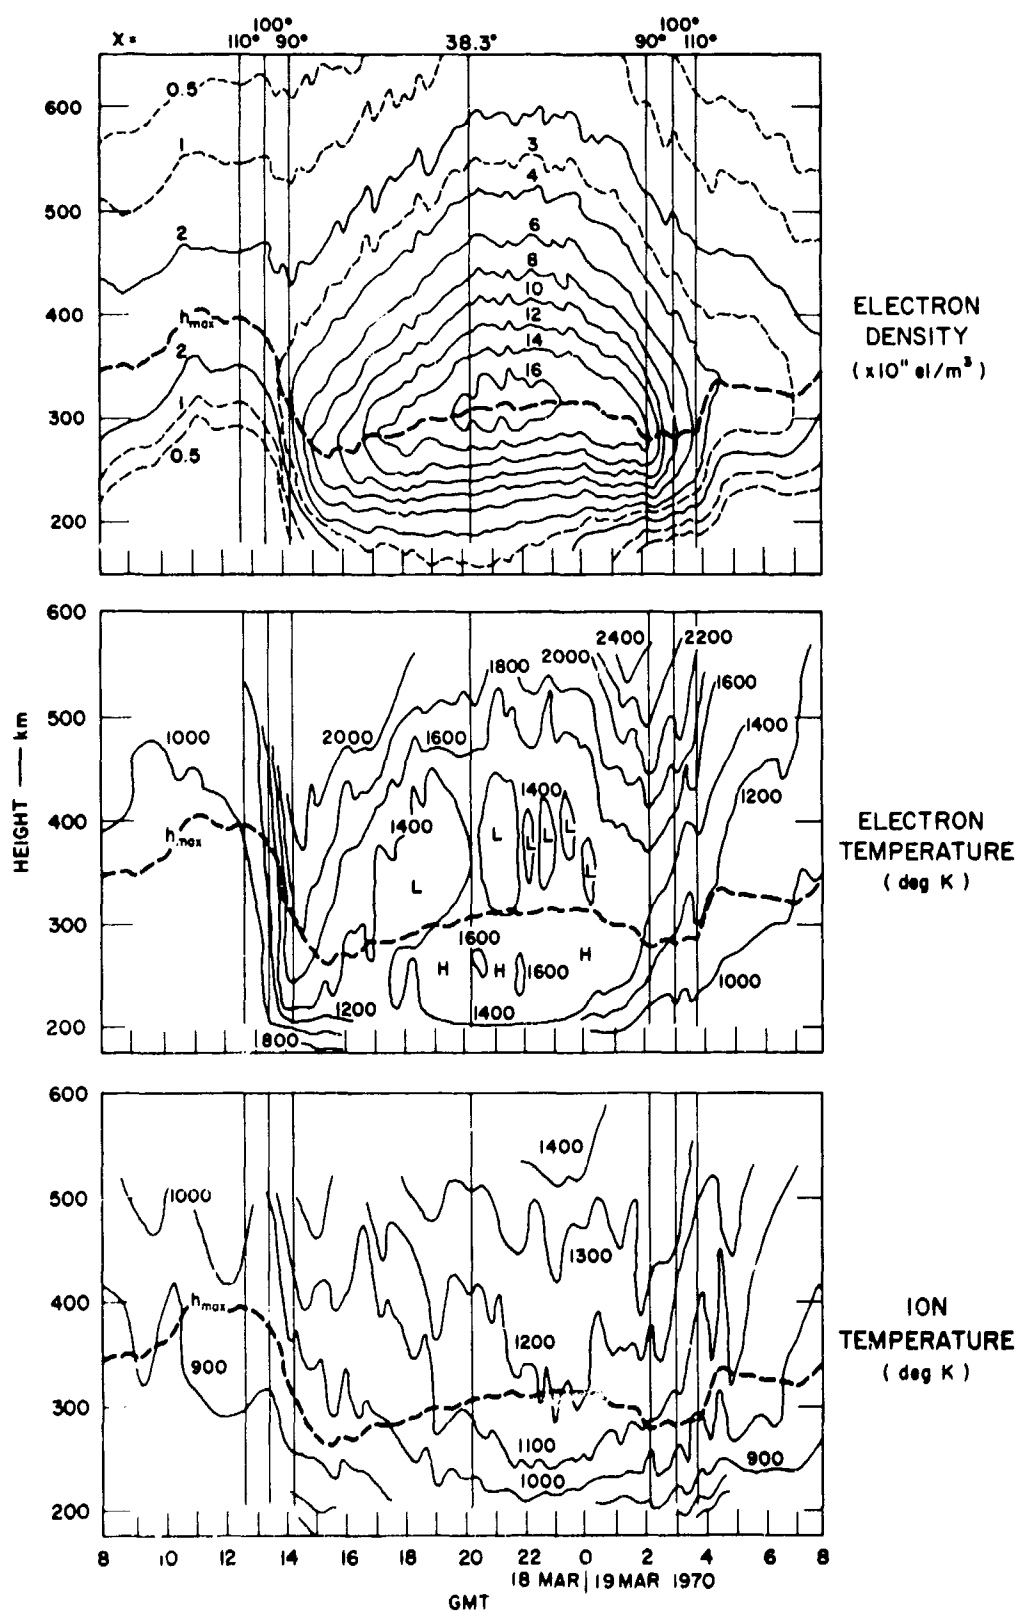 100° 100°
χ= 110° 90° 38.3° 90° 110°
600
0.5
1
3
500
4
2
6
8
400
10
hmax
12
14
2
16
300
1
0.5
200
ELECTRON
DENSITY
(x10¹¹ el/m³)
600
2400 2200
2000
1800
1600
500
1000 2000 1600
1400
1200
400
1400 1400
hmax
L L L L L L
300
1600
H H 1600 H
1000
1200 1400
200
800
ELECTRON
TEMPERATURE
(deg K)
HEIGHT — km
600
1400
500
1000
1300
400
hmax
1200
900
300
1100
1000 900
200
ION
TEMPERATURE
(deg K)
8 10 12 14 16 18 20 22 0 2 4 6 8
18 MAR | 19 MAR 1970
GMT